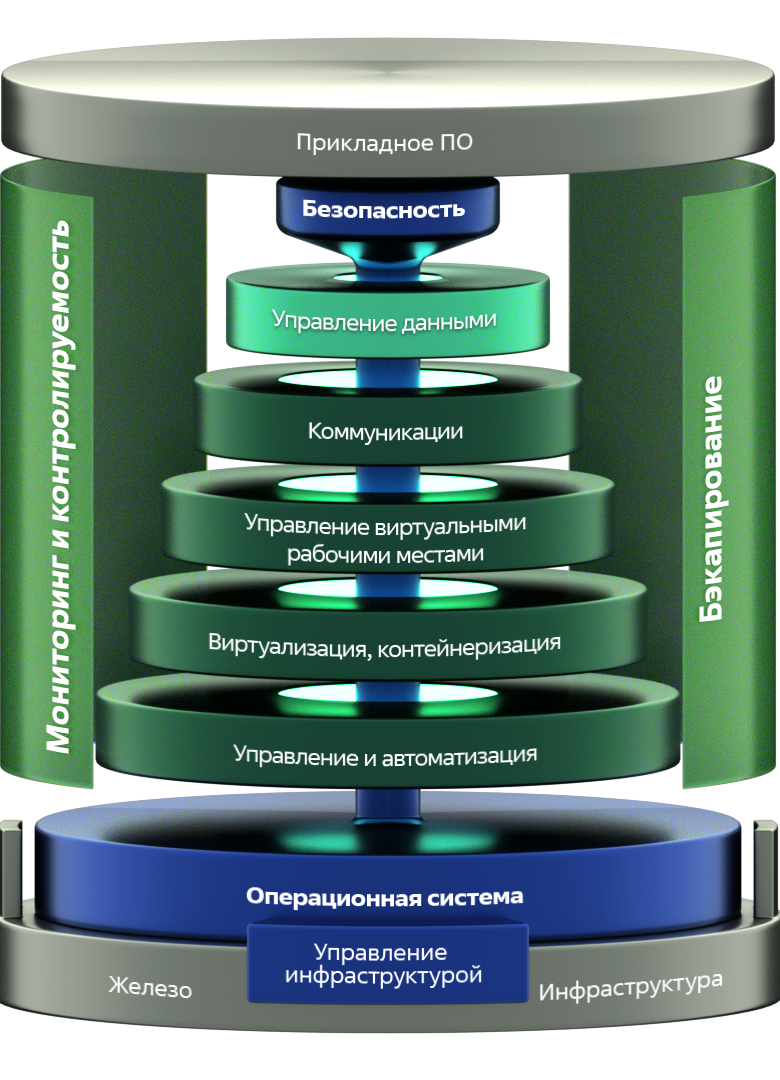 Прикладное ПО
Безопасность
Мониторинг и контролируемость
Управление данными
Коммуникации
Управление виртуальными
рабочими местами
Виртуализация, контейнеризация
Управление и автоматизация
Бэкапирование
Операционная система
Управление
инфраструктурой
Железо
Инфраструктура